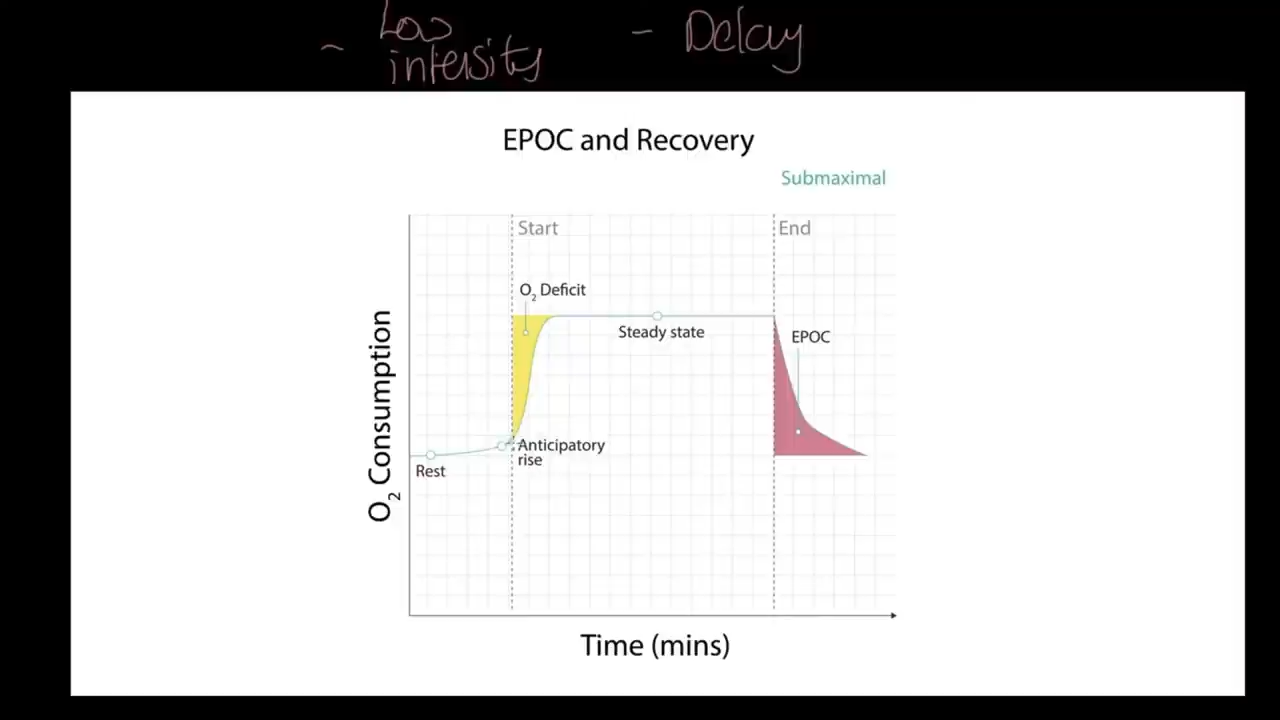 - Low
intensity
- Delay
EPOC and Recovery
Submaximal
Start
End
O2 Deficit
Steady state
EPOC
Anticipatory
rise
Rest
O2 Consumption
Time (mins)